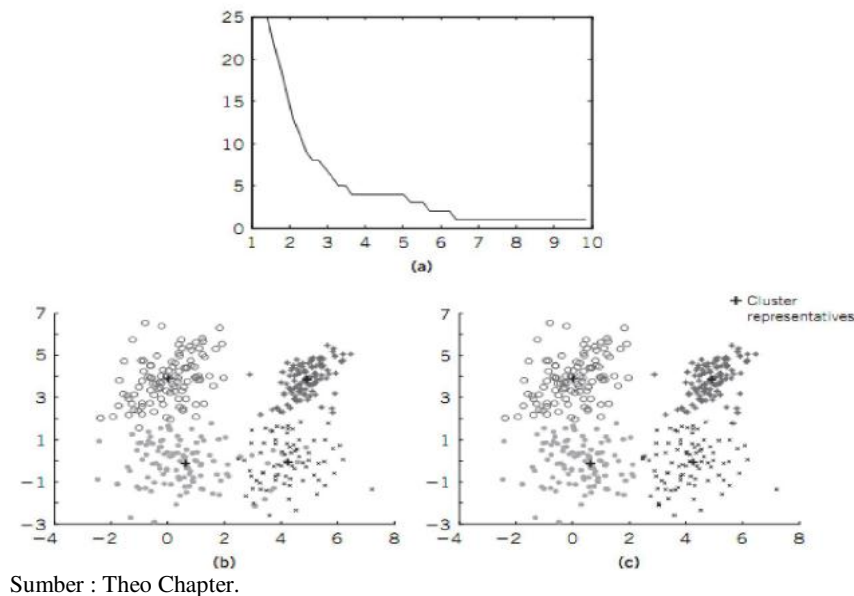 25
20
15
10
5
0
1 2 3 4 5 6 7 8 9 10
(a)
7
5
3
1
−1
−3
−4 −2 0 2 4 6 8
(b)
+ Cluster
representatives
7
5
3
1
−1
−3
−4 −2 0 2 4 6 8
(c)
Sumber : Theo Chapter.